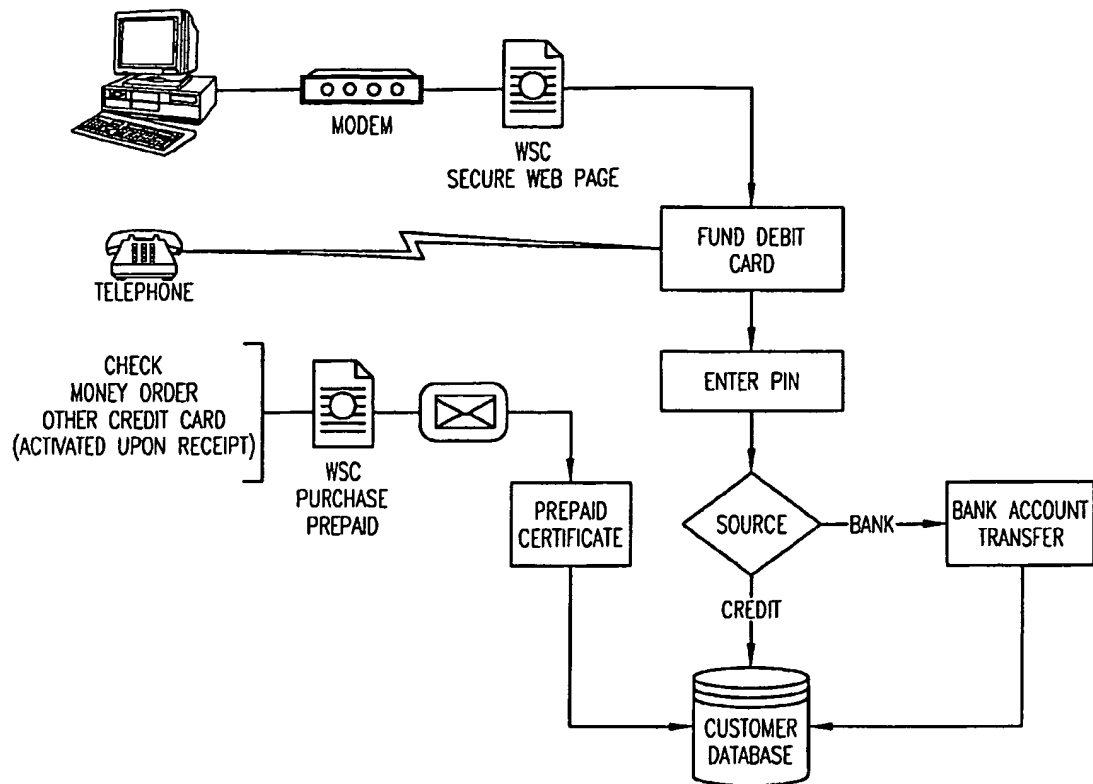 MODEM
WSC
SECURE WEB PAGE
FUND DEBIT
CARD
TELEPHONE
ENTER PIN
CHECK
MONEY ORDER
OTHER CREDIT CARD
(ACTIVATED UPON RECEIPT)
WSC
PURCHASE
PREPAID
PREPAID
CERTIFICATE
SOURCE
BANK
BANK ACCOUNT
TRANSFER
CREDIT
CUSTOMER
DATABASE